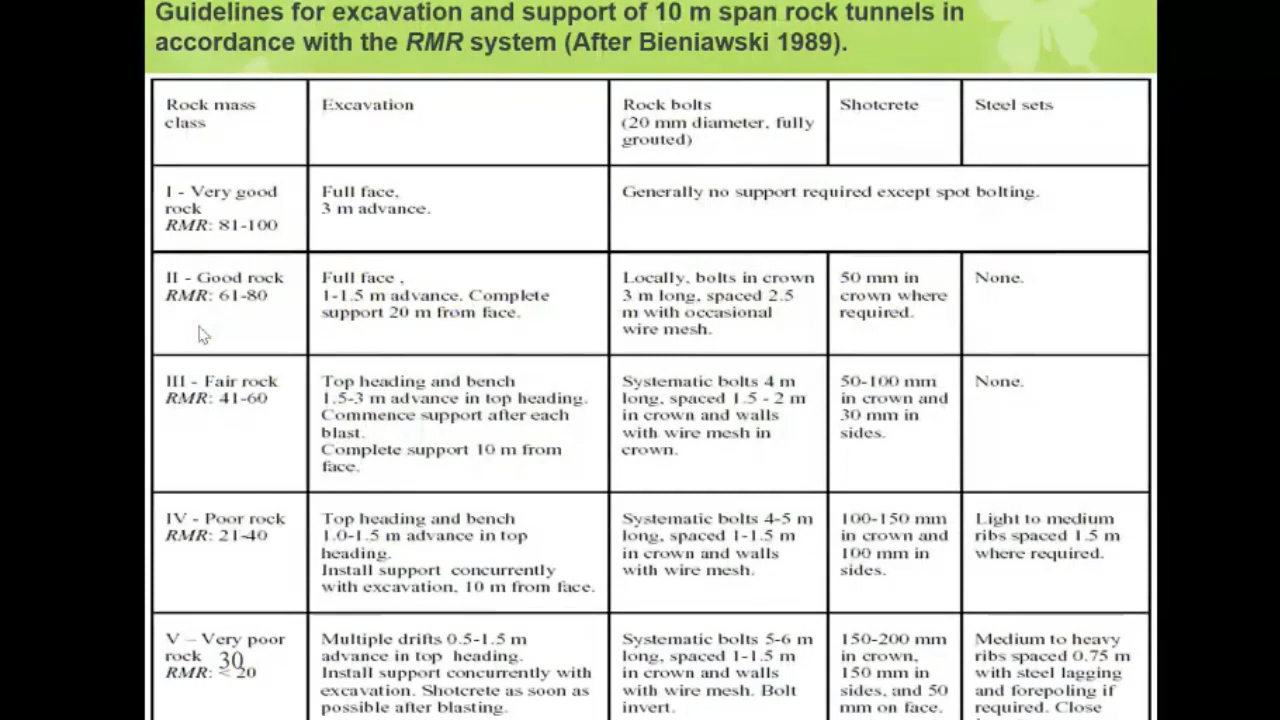 Guidelines for excavation and support of 10 m span rock tunnels in
accordance with the RMR system (After Bieniawski 1989).
Rock mass
class
Excavation
Rock bolts
(20 mm diameter, fully
grouted)
Shotcrete
Steel sets
I - Very good
rock
RMR: 81-100
Full face,
3 m advance.
Generally no support required except spot bolting.
II - Good rock
RMR: 61-80
Full face ,
1-1.5 m advance. Complete
support 20 m from face.
Locally, bolts in crown
3 m long, spaced 2.5
m with occasional
wire mesh.
50 mm in
crown where
required.
None.
III - Fair rock
RMR: 41-60
Top heading and bench
1.5-3 m advance in top heading.
Commence support after each
blast.
Complete support 10 m from
face.
Systematic bolts 4 m
long, spaced 1.5 - 2 m
in crown and walls
with wire mesh in
crown.
50-100 mm
in crown and
30 mm in
sides.
None.
IV - Poor rock
RMR: 21-40
Top heading and bench
1.0-1.5 m advance in top
heading.
Install support concurrently
with excavation, 10 m from face.
Systematic bolts 4-5 m
long, spaced 1-1.5 m
in crown and walls
with wire mesh.
100-150 mm
in crown and
100 mm in
sides.
Light to medium
ribs spaced 1.5 m
where required.
V – Very poor
rock
RMR: < 20
30
Multiple drifts 0.5-1.5 m
advance in top heading.
Install support concurrently with
excavation. Shotcrete as soon as
possible after blasting.
Systematic bolts 5-6 m
long, spaced 1-1.5 m
in crown and walls
with wire mesh. Bolt
invert.
150-200 mm
in crown,
150 mm in
sides, and 50
mm on face.
Medium to heavy
ribs spaced 0.75 m
with steel lagging
and forepoling if
required. Close